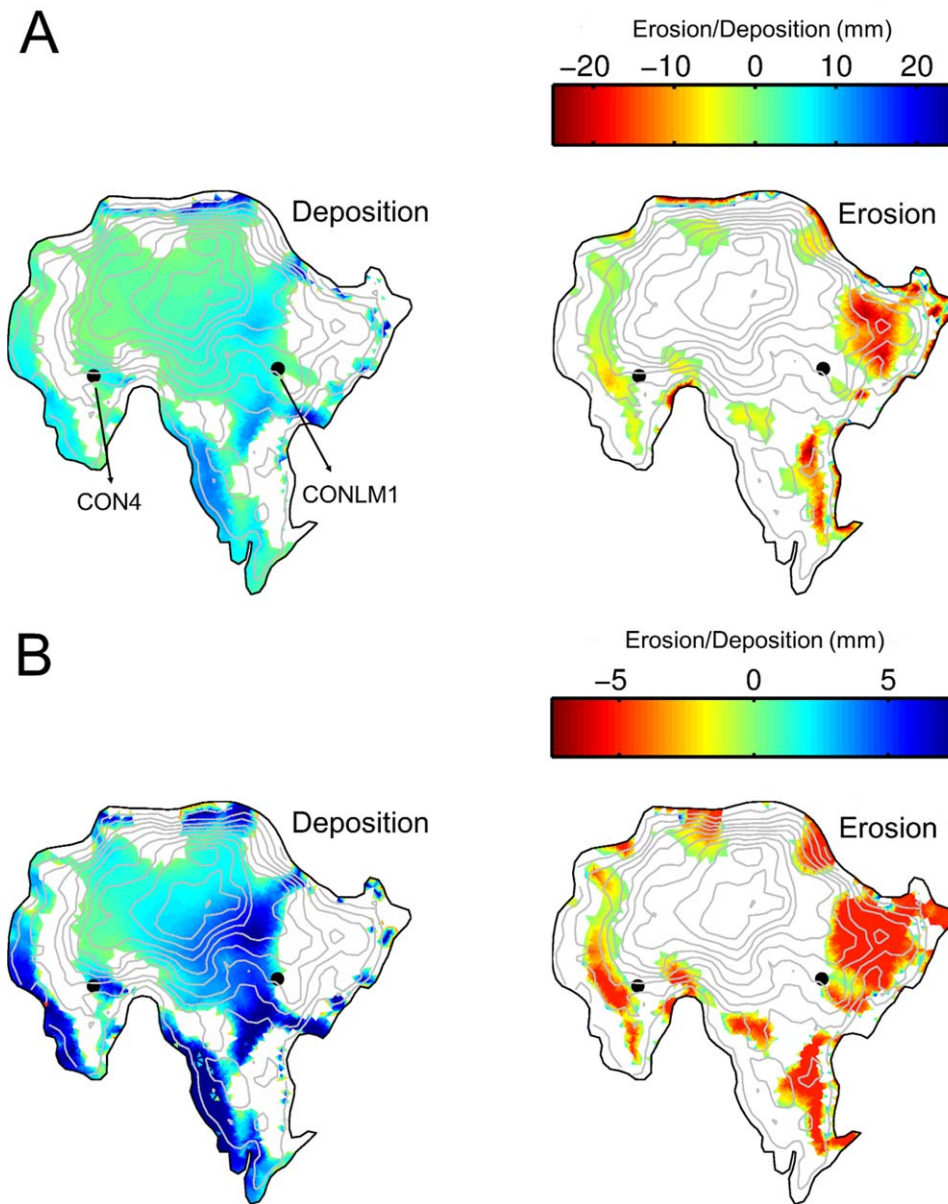 A
Erosion/Deposition (mm)
−20 −10 0 10 20
Deposition
Erosion
CON4
CONLM1
B
Erosion/Deposition (mm)
−5 0 5
Deposition
Erosion